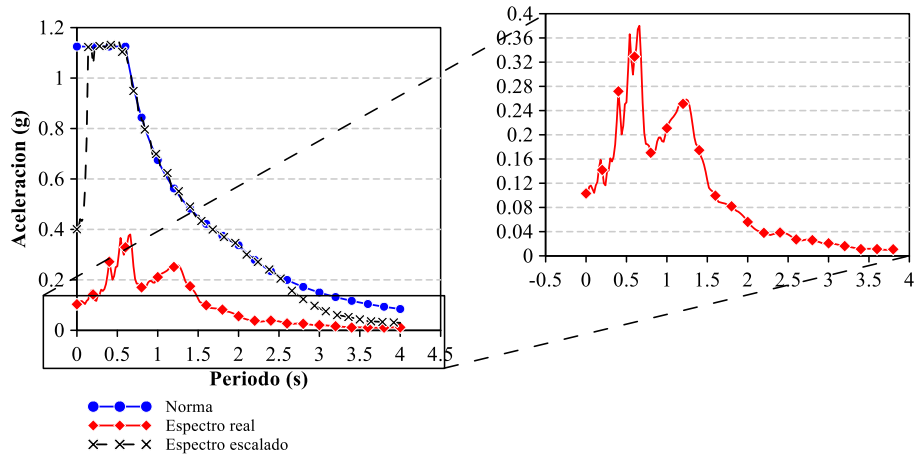 1.2
1
0.8
0.6
0.4
0.2
0
Aceleracion (g)
0 0.5 1 1.5 2 2.5 3 3.5 4 4.5
Periodo (s)
Norma
Espectro real
Espectro escalado
0.4
0.36
0.32
0.28
0.24
0.2
0.16
0.12
0.08
0.04
0
-0.5 0 0.5 1 1.5 2 2.5 3 3.5 4